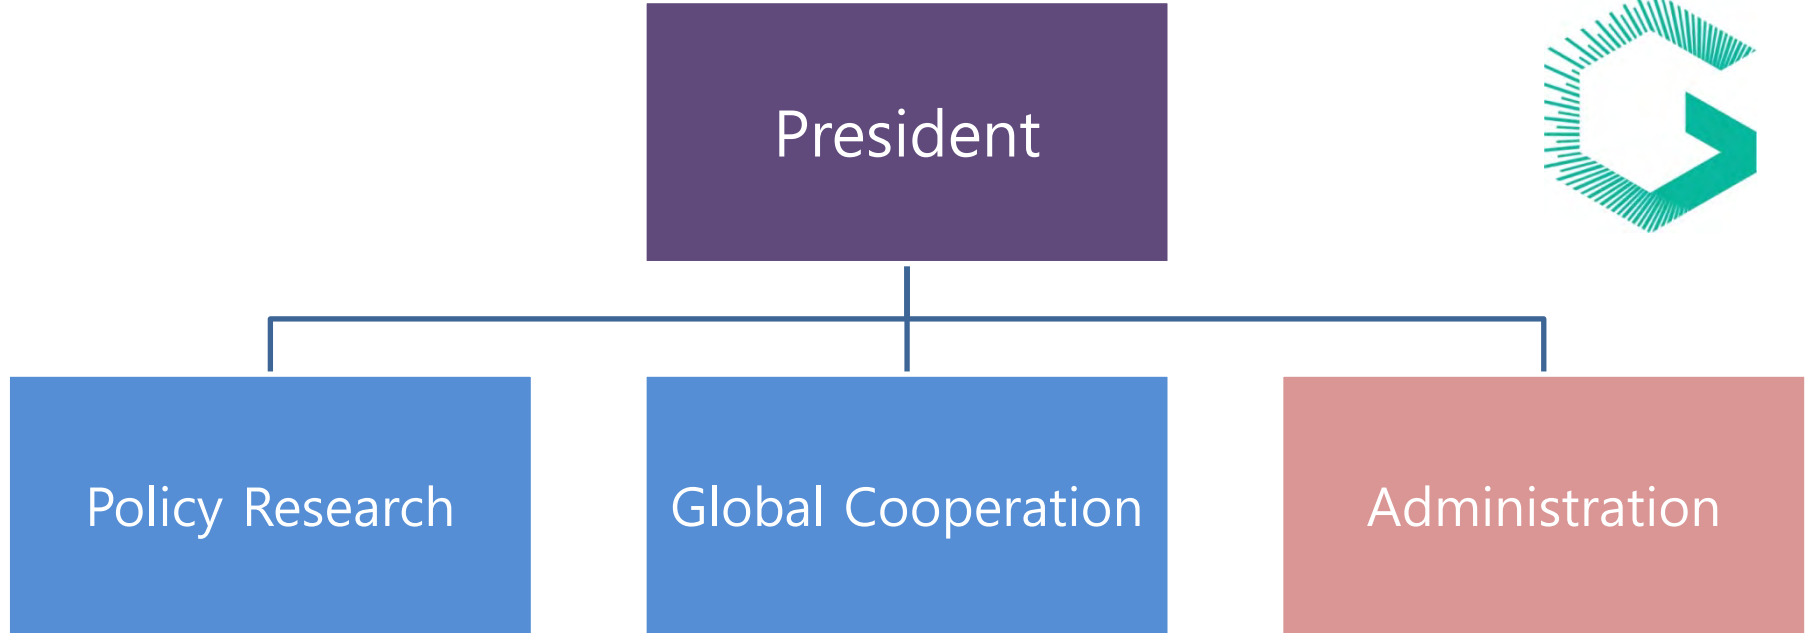 President
Policy Research
Global Cooperation
Administration